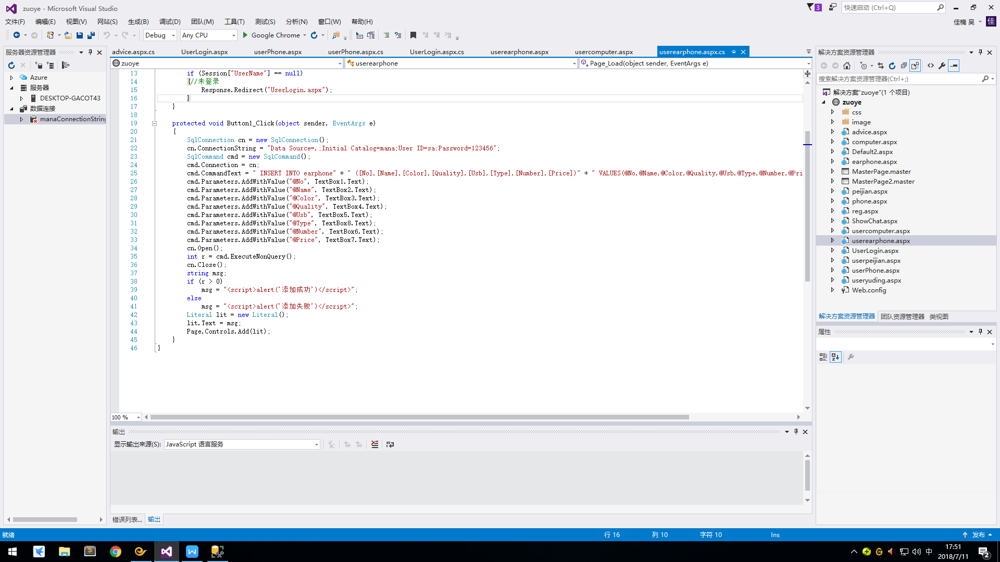 zuoye - Microsoft Visual Studio
3
快速启动 (Ctrl+Q)
文件(F) 编辑(E) 视图(V) 网站(S) 生成(B) 调试(D) 团队(M) 工具(T) 测试(S) 分析(N) 窗口(W) 帮助(H)
佳楠 吴 佳
Debug Any CPU Google Chrome
服务器资源管理器
Azure
服务器
DESKTOP-GACOT43
数据连接
manaConnectionString
advice.aspx.cs UserLogin.aspx userPhone.aspx userPhone.aspx.cs UserLogin.aspx.cs userearphone.aspx usercomputer.aspx userearphone.aspx.cs
zuoye userearphone Page_Load(object sender, EventArgs e)
13 if (Session["UserName"] == null)
14 {//未登录
15 Response.Redirect("UserLogin.aspx");
16 }
17 }
18
19 protected void Button1_Click(object sender, EventArgs e)
20 {
21 SqlConnection cn = new SqlConnection();
22 cn.ConnectionString = "Data Source=.;Initial Catalog=mana;User ID=sa;Password=123456";
23 SqlCommand cmd = new SqlCommand();
24 cmd.Connection = cn;
25 cmd.CommandText = " INSERT INTO earphone" + " ([No],[Name],[Color],[Quality],[Usb],[Type],[Number],[Price])" + " VALUES(@No,@Name,@Color,@Quality,@Usb,@Type,@Number,@Pri
26 cmd.Parameters.AddWithValue("@No", TextBox1.Text);
27 cmd.Parameters.AddWithValue("@Name", TextBox2.Text);
28 cmd.Parameters.AddWithValue("@Color", TextBox3.Text);
29 cmd.Parameters.AddWithValue("@Quality", TextBox4.Text);
30 cmd.Parameters.AddWithValue("@Usb", TextBox5.Text);
31 cmd.Parameters.AddWithValue("@Type", TextBox8.Text);
32 cmd.Parameters.AddWithValue("@Number", TextBox6.Text);
33 cmd.Parameters.AddWithValue("@Price", TextBox7.Text);
34 cn.Open();
35 int r = cmd.ExecuteNonQuery();
36 cn.Close();
37 string msg;
38 if (r > 0)
39 msg = "<script>alert('添加成功')</script>";
40 else
41 msg = "<script>alert('添加失败')</script>";
42 Literal lit = new Literal();
43 lit.Text = msg;
44 Page.Controls.Add(lit);
45 }
46 }
100 %
输出
显示输出来源(S): JavaScript 语言服务
错误列表... 输出
解决方案资源管理器
搜索解决方案资源管理器(Ctrl+;)
解决方案"zuoye"(1 个项目)
zuoye
css
image
advice.aspx
computer.aspx
Default2.aspx
earphone.aspx
MasterPage.master
MasterPage2.master
peijian.aspx
phone.aspx
reg.aspx
ShowChat.aspx
usercomputer.aspx
userearphone.aspx
UserLogin.aspx
userpeijian.aspx
userPhone.aspx
useryuding.aspx
Web.config
解决方案资源管理器 团队资源管理器 类视图
属性
就绪 行 16 列 10 字符 10 Ins 发布
中 17:51
2018/7/11
2